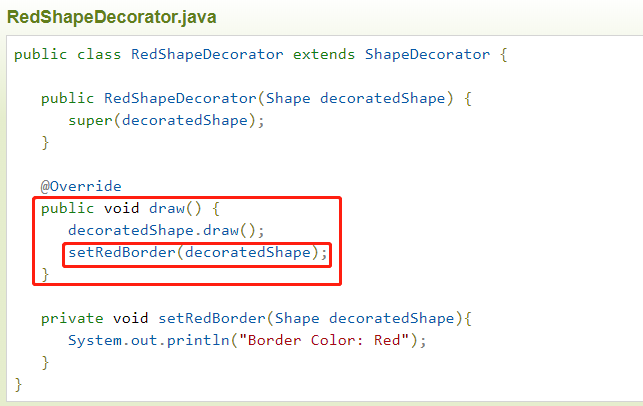 RedShapeDecorator.java
public class RedShapeDecorator extends ShapeDecorator {
public RedShapeDecorator(Shape decoratedShape) {
super(decoratedShape);
}
@Override
public void draw() {
decoratedShape.draw();
setRedBorder(decoratedShape);
}
private void setRedBorder(Shape decoratedShape){
System.out.println("Border Color: Red");
}
}